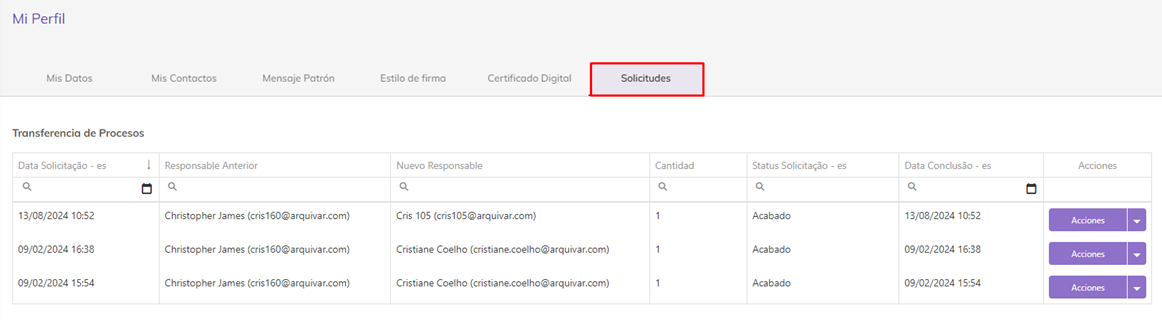 Mi Perfil
Mis Datos Mis Contactos Mensaje Patrón Estilo de firma Certificado Digital Solicitudes
Transferencia de Procesos
Data Solicitação - es ↓ Responsable Anterior Nuevo Responsable Cantidad Status Solicitação - es Data Conclusão - es Acciones
13/08/2024 10:52 Christopher James (cris160@arquivar.com) Cris 105 (cris105@arquivar.com) 1 Acabado 13/08/2024 10:52 Acciones
09/02/2024 16:38 Christopher James (cris160@arquivar.com) Cristiane Coelho (cristiane.coelho@arquivar.com) 1 Acabado 09/02/2024 16:38 Acciones
09/02/2024 15:54 Christopher James (cris160@arquivar.com) Cristiane Coelho (cristiane.coelho@arquivar.com) 1 Acabado 09/02/2024 15:54 Acciones